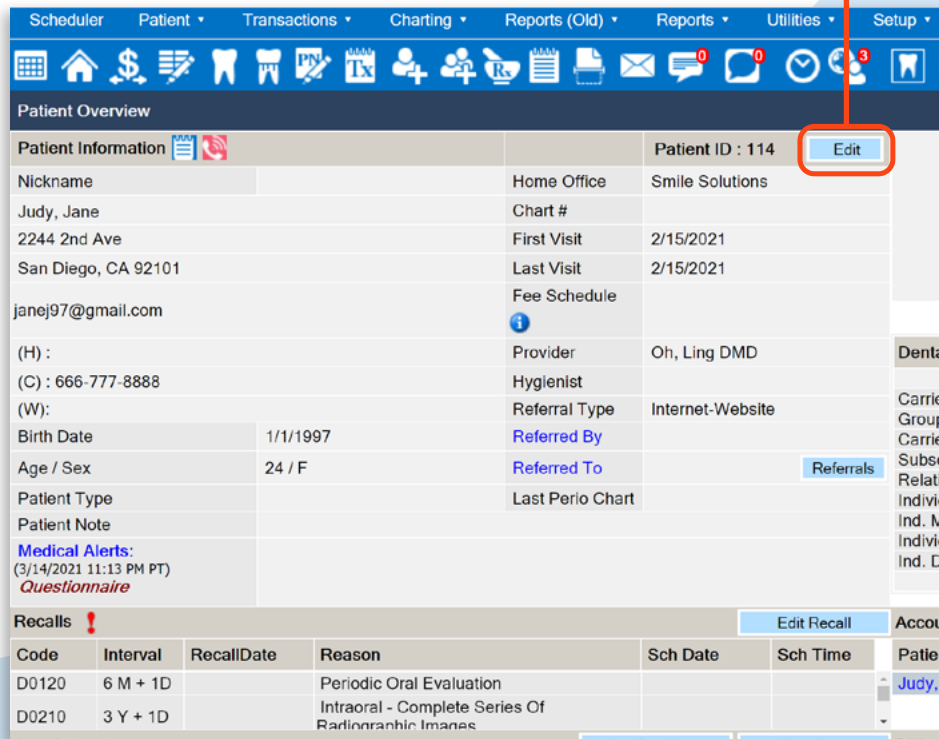 Scheduler Patient Transactions Charting Reports (Old) Reports Utilities Setup
PN Tx Rx 0 0 3
Patient Overview
Patient Information Patient ID : 114 Edit
Nickname Home Office Smile Solutions
Judy, Jane Chart #
2244 2nd Ave First Visit 2/15/2021
San Diego, CA 92101 Last Visit 2/15/2021
janej97@gmail.com Fee Schedule
(H) : Provider Oh, Ling DMD
(C) : 666-777-8888 Hygienist
(W): Referral Type Internet-Website
Birth Date 1/1/1997 Referred By
Age / Sex 24 / F Referred To Referrals
Patient Type Last Perio Chart
Patient Note
Medical Alerts:
(3/14/2021 11:13 PM PT)
Questionnaire
Recalls Edit Recall
Code Interval RecallDate Reason Sch Date Sch Time
D0120 6 M + 1D Periodic Oral Evaluation
D0210 3 Y + 1D Intraoral - Complete Series Of
Radiographic Images
Judy,
Ind.